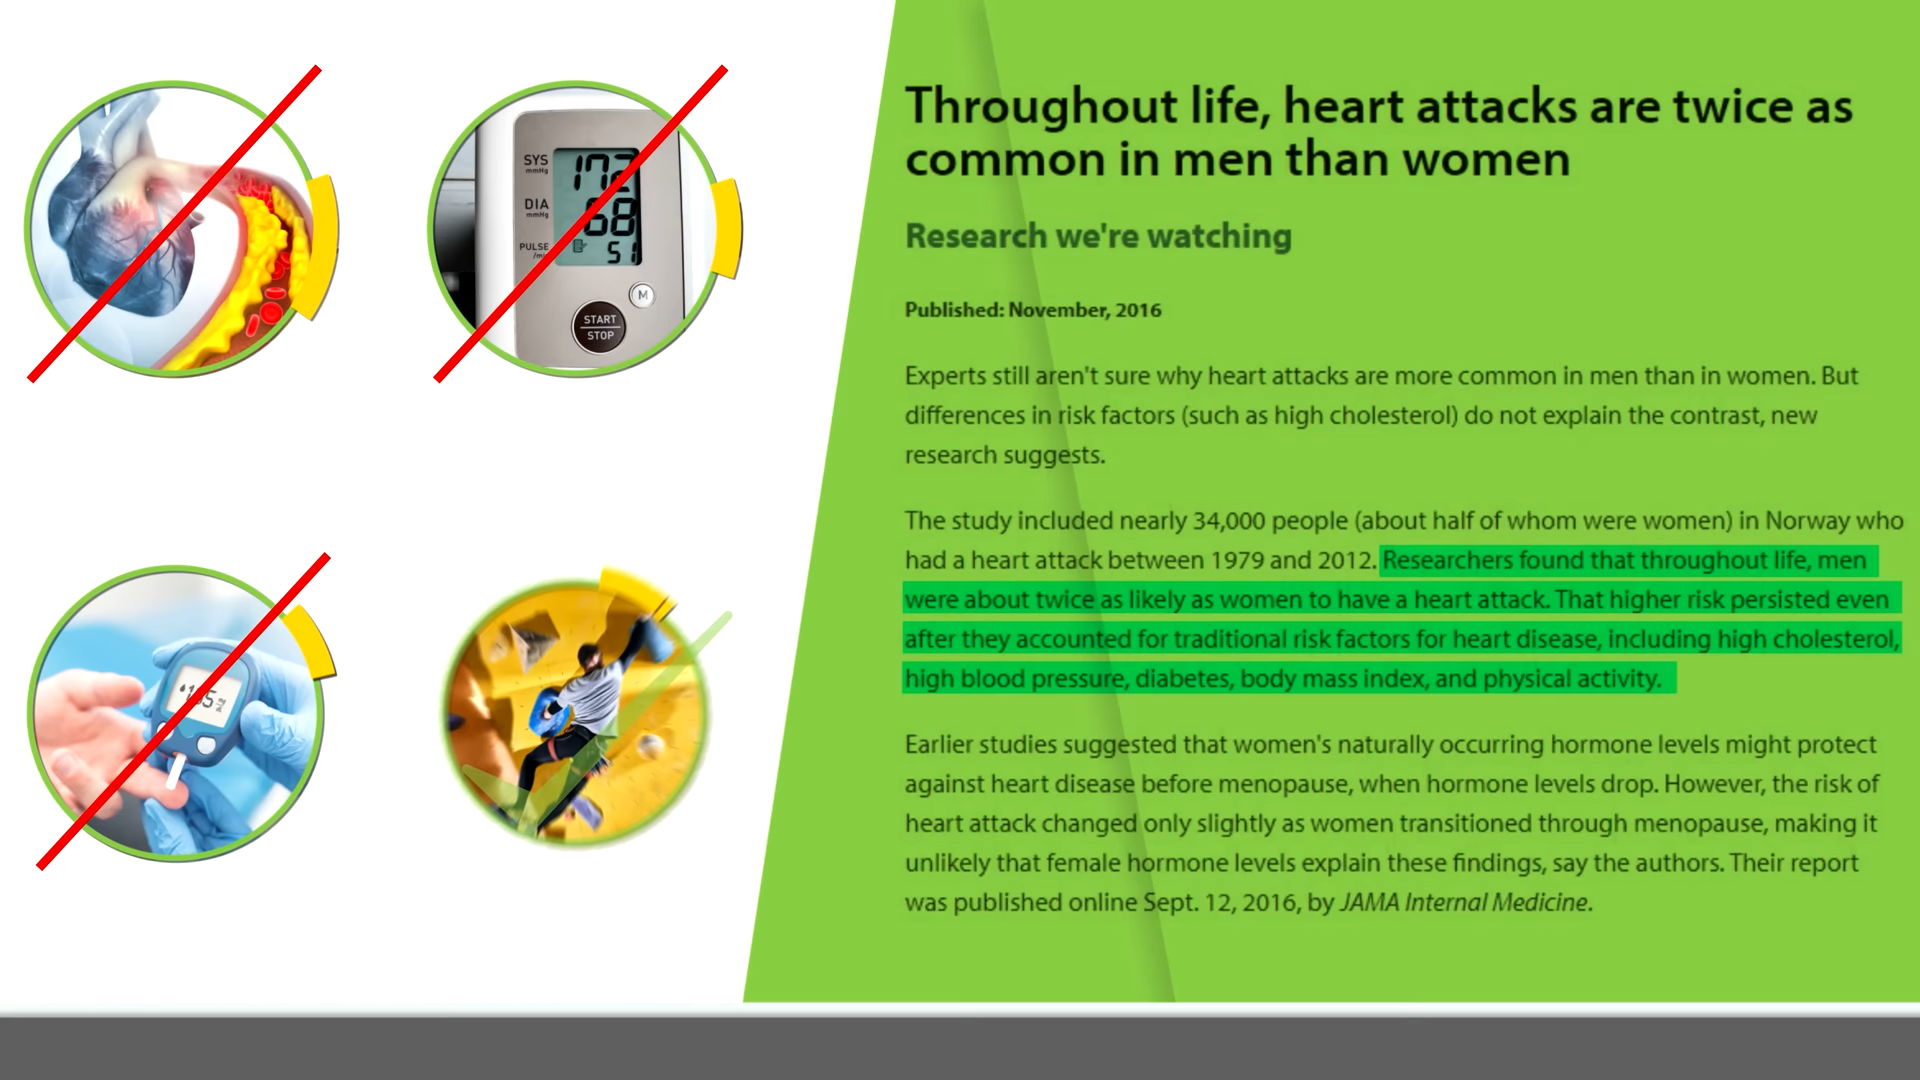 SYS
mmHg
172
DIA
mmHg
68
PULSE
/min
51
M
START
STOP
Throughout life, heart attacks are twice as
common in men than women
Research we're watching
Published: November, 2016
Experts still aren't sure why heart attacks are more common in men than in women. But
differences in risk factors (such as high cholesterol) do not explain the contrast, new
research suggests.
The study included nearly 34,000 people (about half of whom were women) in Norway who
had a heart attack between 1979 and 2012. Researchers found that throughout life, men
were about twice as likely as women to have a heart attack. That higher risk persisted even
after they accounted for traditional risk factors for heart disease, including high cholesterol,
high blood pressure, diabetes, body mass index, and physical activity.
Earlier studies suggested that women's naturally occurring hormone levels might protect
against heart disease before menopause, when hormone levels drop. However, the risk of
heart attack changed only slightly as women transitioned through menopause, making it
unlikely that female hormone levels explain these findings, say the authors. Their report
was published online Sept. 12, 2016, by JAMA Internal Medicine.